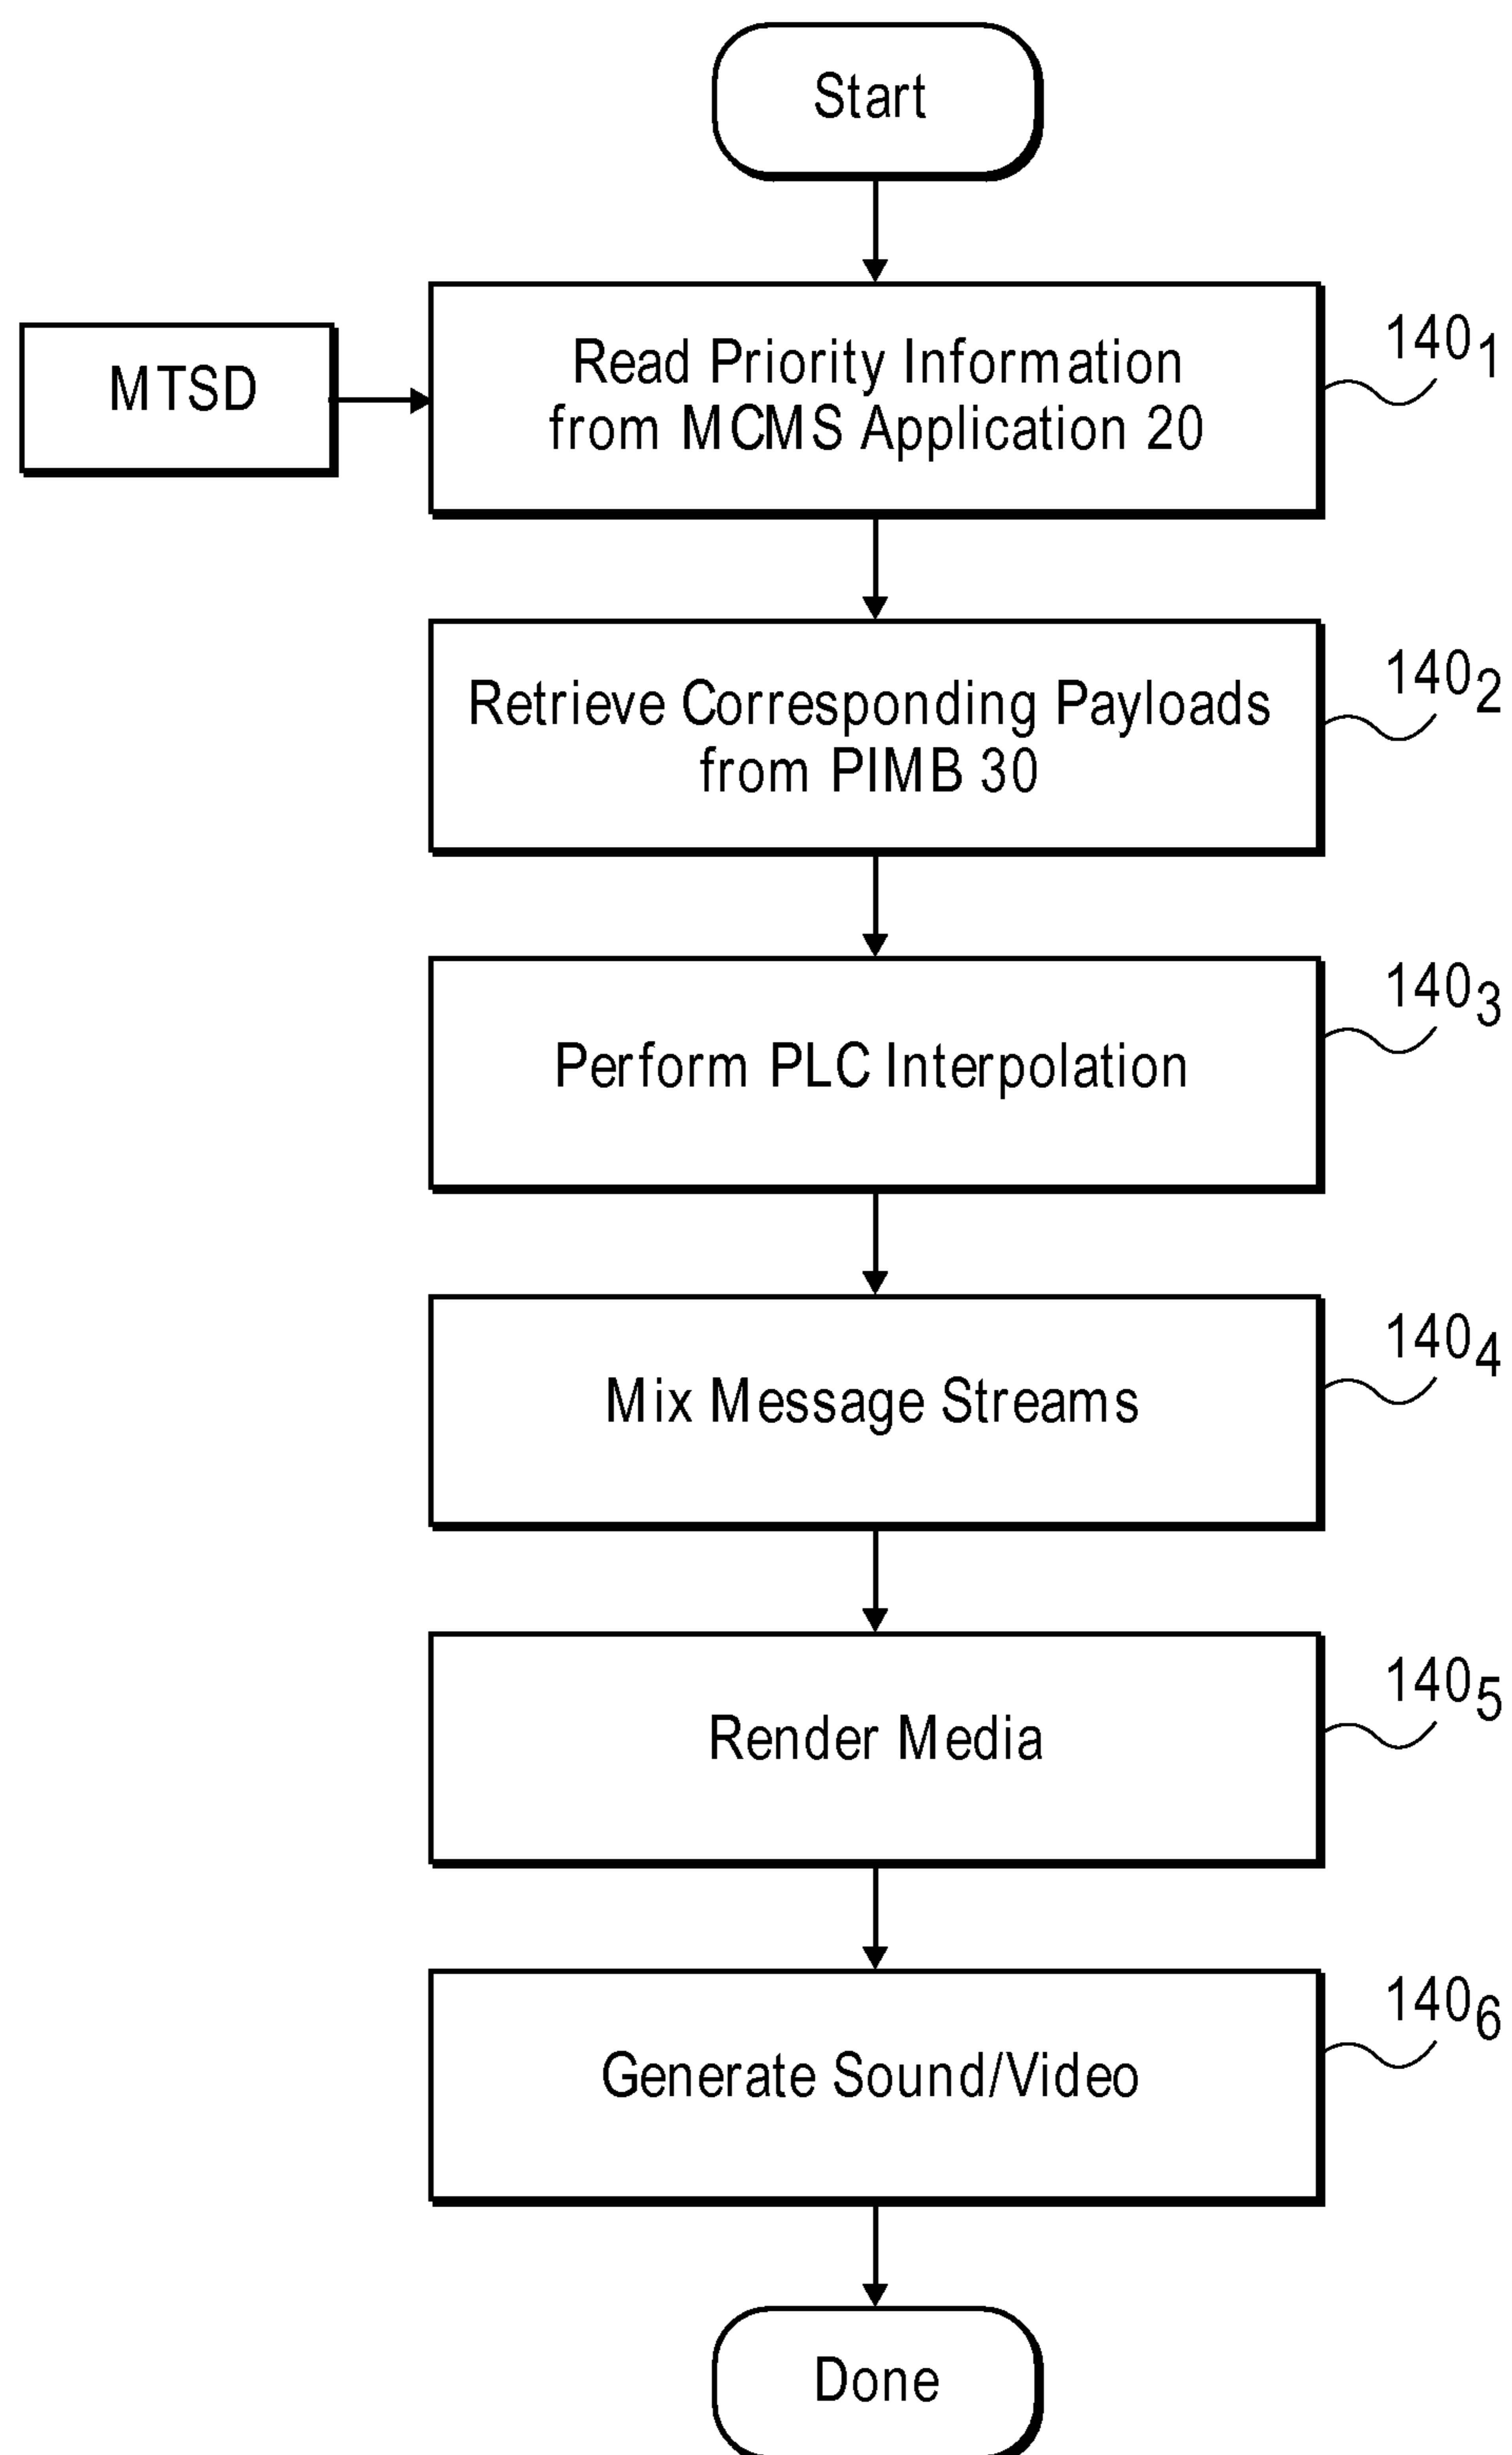 Start
MTSD
Read Priority Information
from MCMS Application 20
140₁
Retrieve Corresponding Payloads
from PIMB 30
140₂
Perform PLC Interpolation
140₃
Mix Message Streams
140₄
Render Media
140₅
Generate Sound/Video
140₆
Done